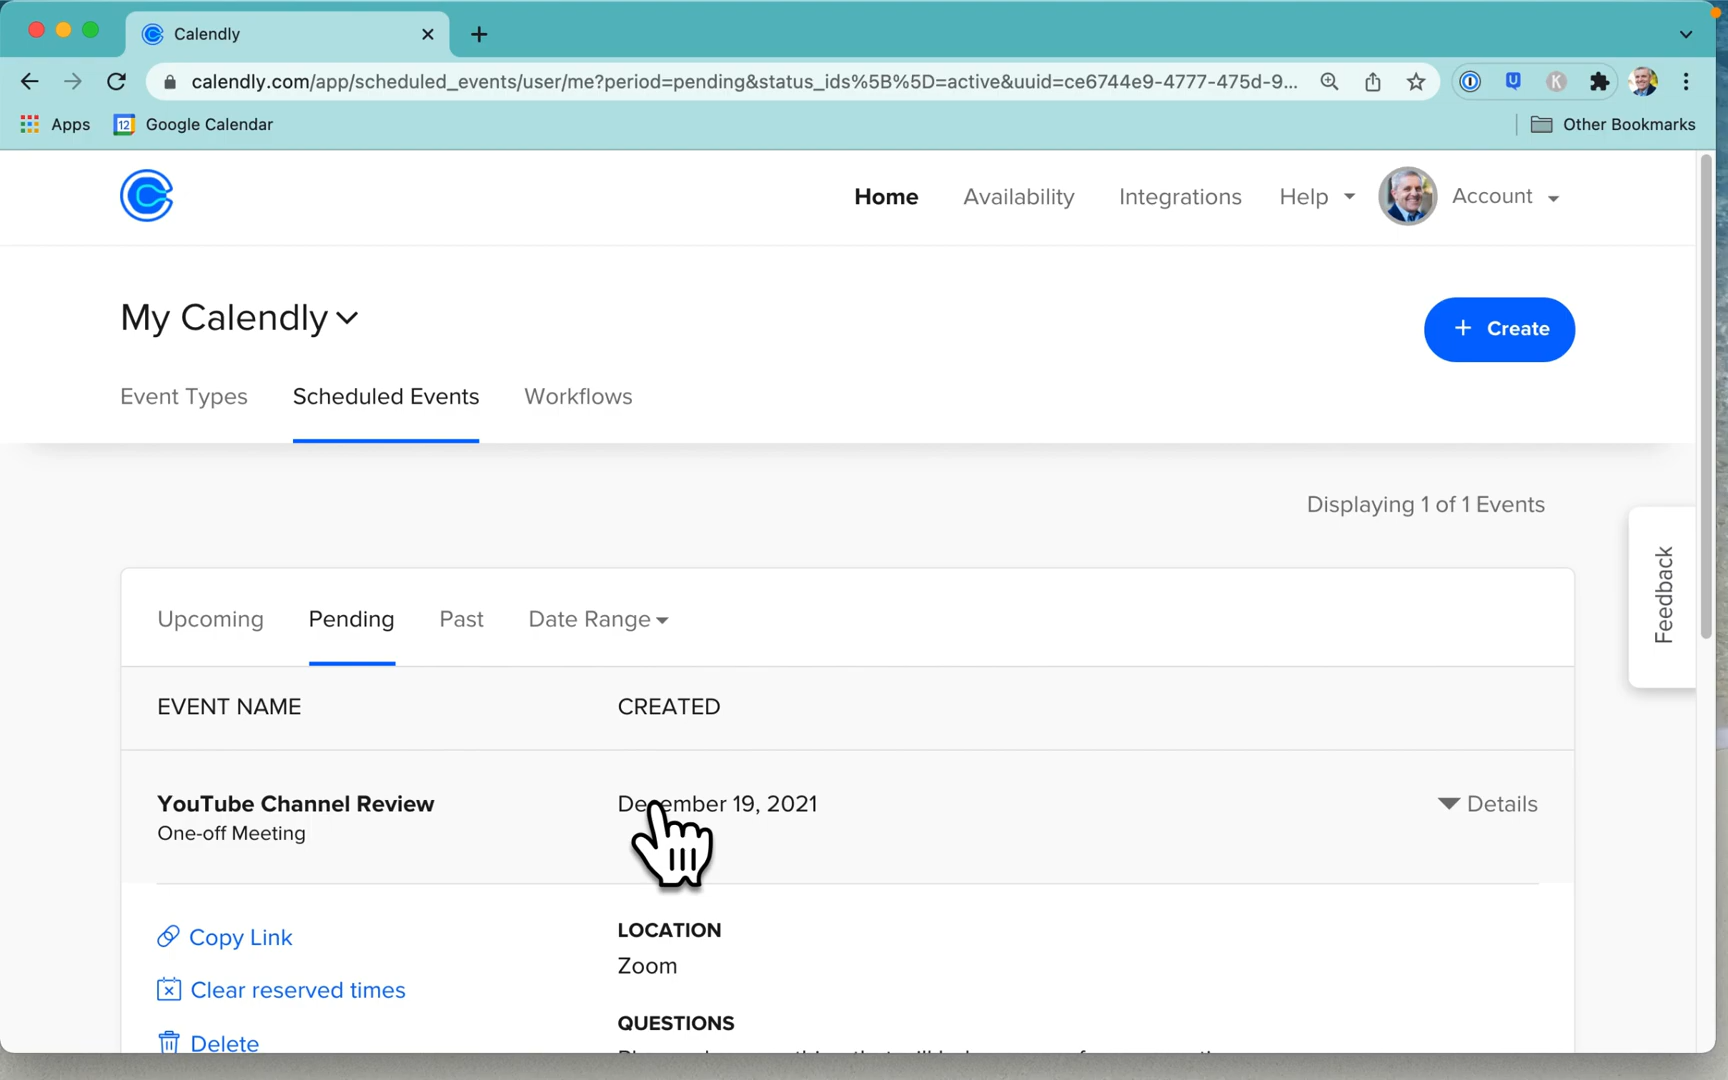 Calendly
calendly.com/app/scheduled_events/user/me?period=pending&status_ids%5B%5D=active&uuid=ce6744e9-4777-475d-9...
Apps
12
Google Calendar
Other Bookmarks
Home
Availability
Integrations
Help
Account
My Calendly
+ Create
Event Types
Scheduled Events
Workflows
Displaying 1 of 1 Events
Feedback
Upcoming
Pending
Past
Date Range
EVENT NAME
CREATED
YouTube Channel Review
December 19, 2021
Details
One-off Meeting
Copy Link
LOCATION
Zoom
Clear reserved times
QUESTIONS
Delete